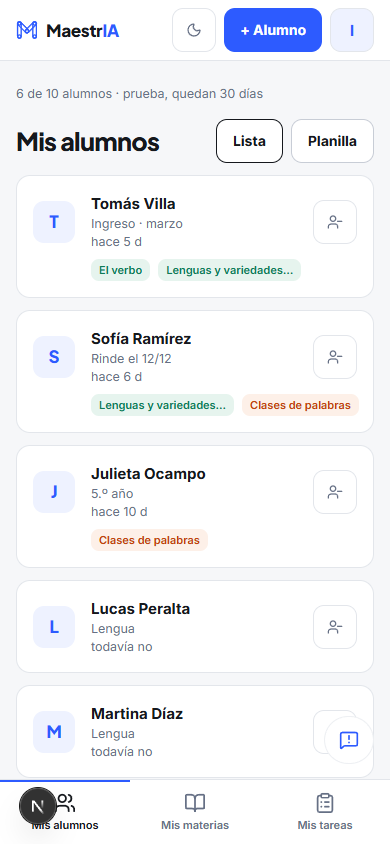 MaestrIA
+ Alumno
I
6 de 10 alumnos · prueba, quedan 30 días
Mis alumnos
Lista
Planilla
T
Tomás Villa
Ingreso · marzo
hace 5 d
El verbo
Lenguas y variedades...
S
Sofía Ramírez
Rinde el 12/12
hace 6 d
Lenguas y variedades...
Clases de palabras
J
Julieta Ocampo
5.º año
hace 10 d
Clases de palabras
L
Lucas Peralta
Lengua
todavía no
M
Martina Díaz
Lengua
todavía no
N
Mis alumnos
Mis materias
Mis tareas